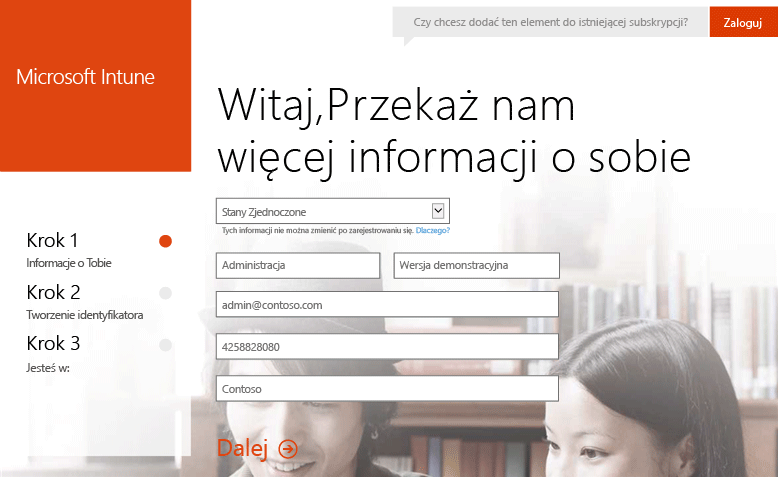 Czy chcesz dodać ten element do istniejącej subskrypcji?
Zaloguj
Microsoft Intune
Witaj,Przekaż nam
więcej informacji o sobie
Stany Zjednoczone
Tych informacji nie można zmienić po zarejestrowaniu się. Dlaczego?
Krok 1
Informacje o Tobie
Krok 2
Tworzenie identyfikatora
Krok 3
Jesteś w:
Administracja
Wersja demonstracyjna
admin@contoso.com
4258828080
Contoso
Dalej